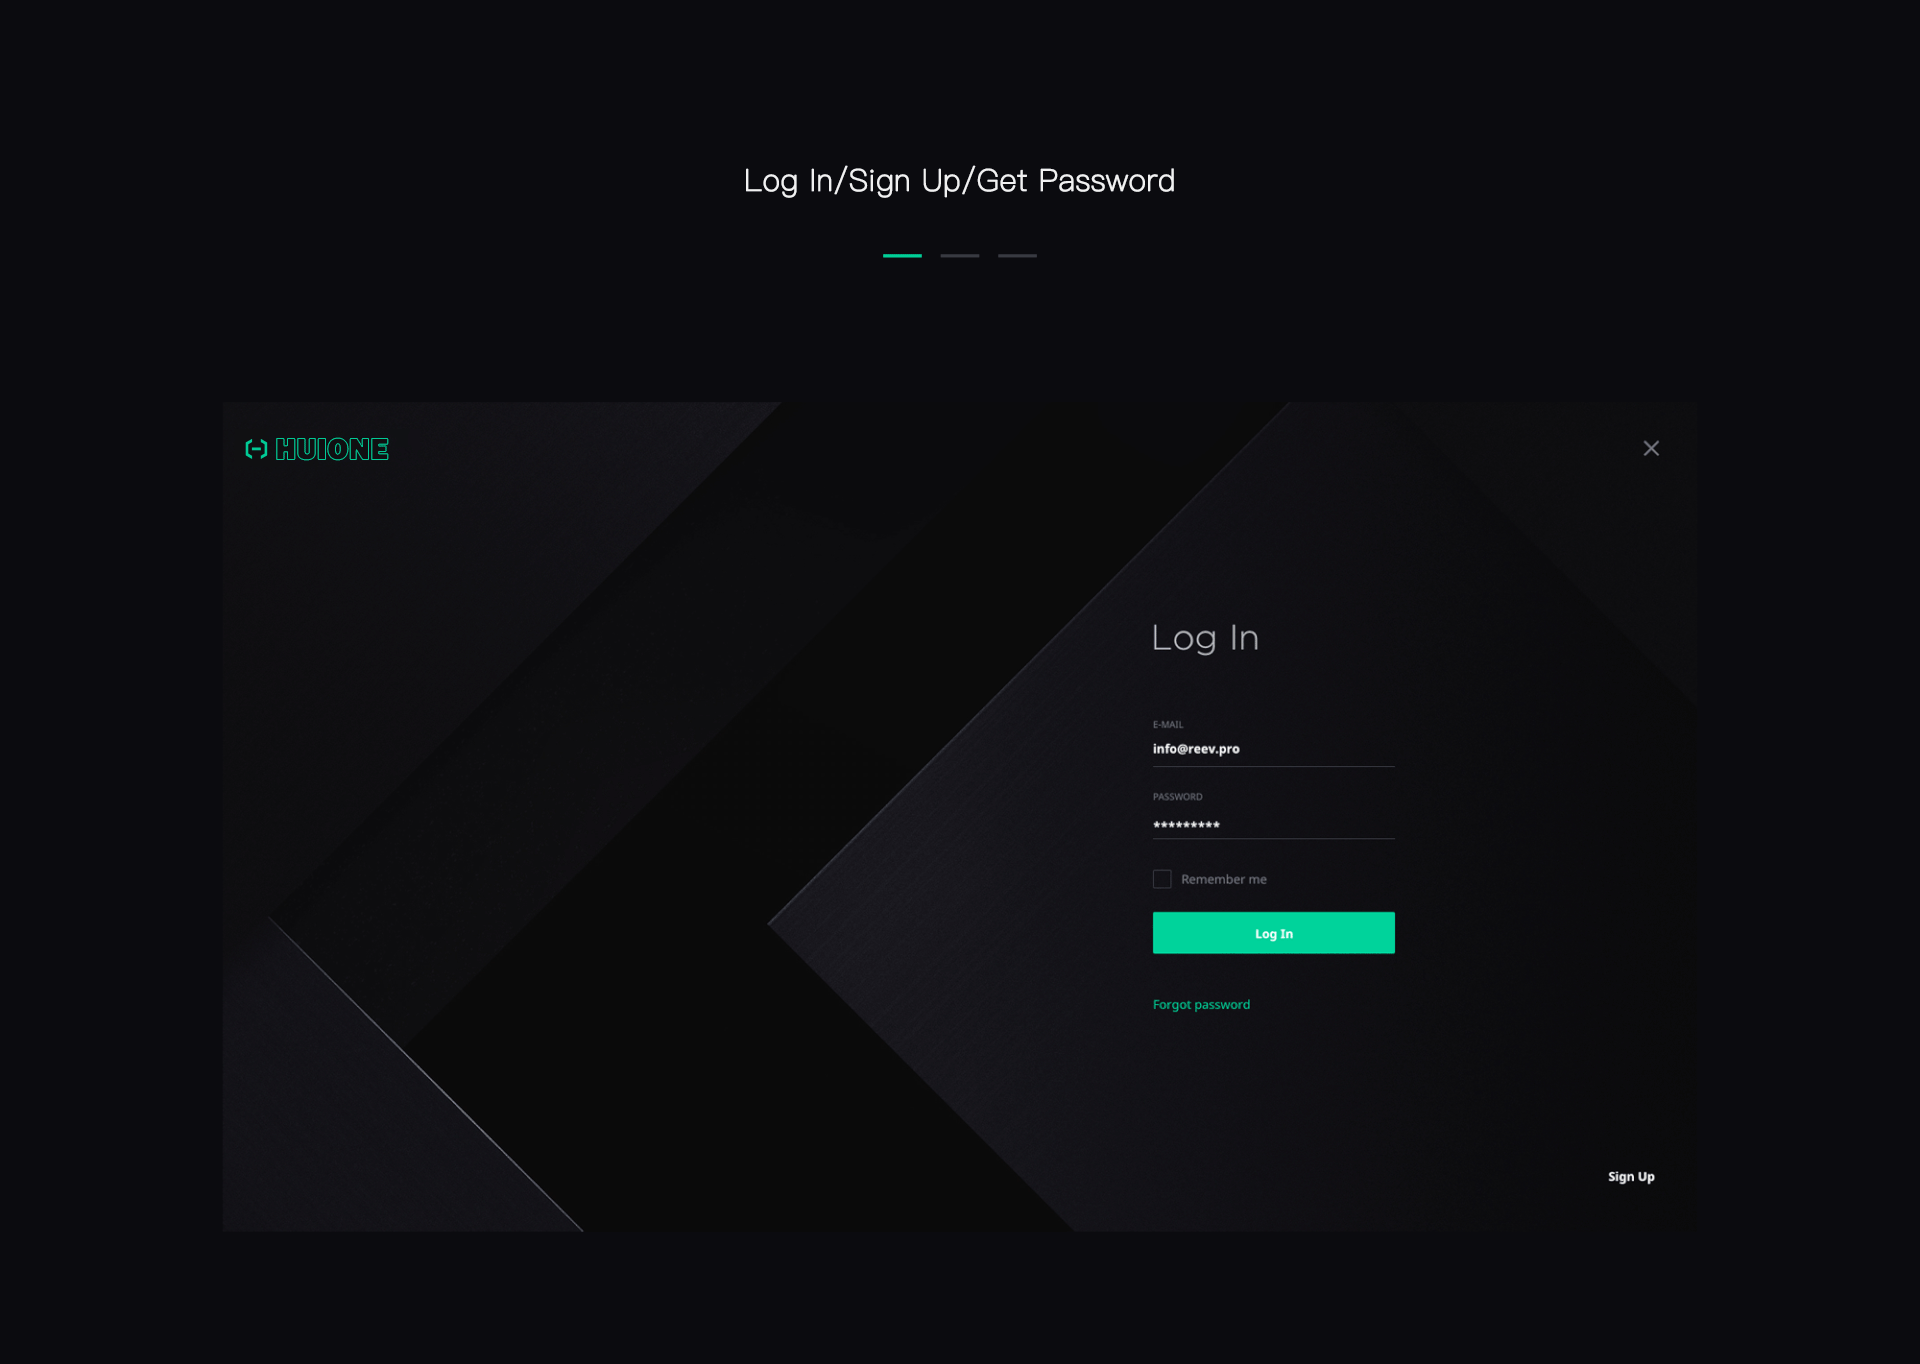 Log In/Sign Up/Get Password
HUIONE
Log In
E-MAIL
info@reev.pro
PASSWORD
*********
Remember me
Log In
Forgot password
Sign Up